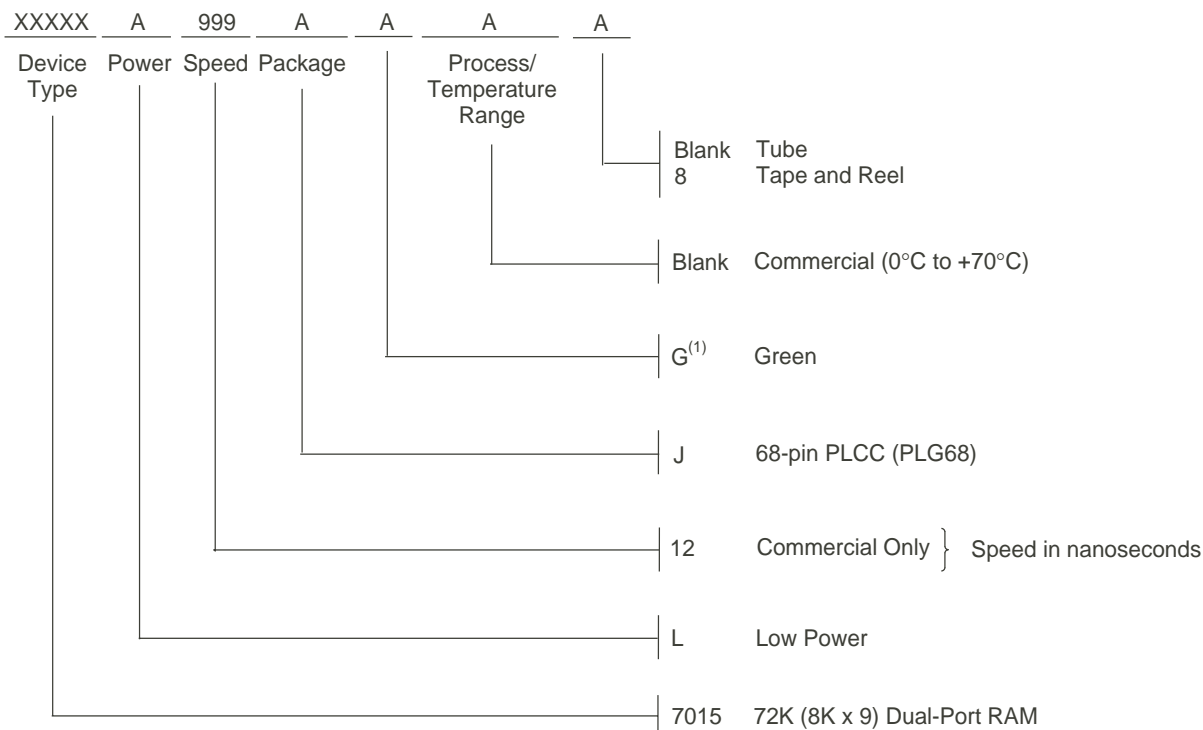 XXXXX A 999 A A A A
Device Power Speed Package Process/
Type Temperature
Range
Blank Tube
8 Tape and Reel
Blank Commercial (0°C to +70°C)
G(1) Green
J 68-pin PLCC (PLG68)
12 Commercial Only } Speed in nanoseconds
L Low Power
7015 72K (8K x 9) Dual-Port RAM